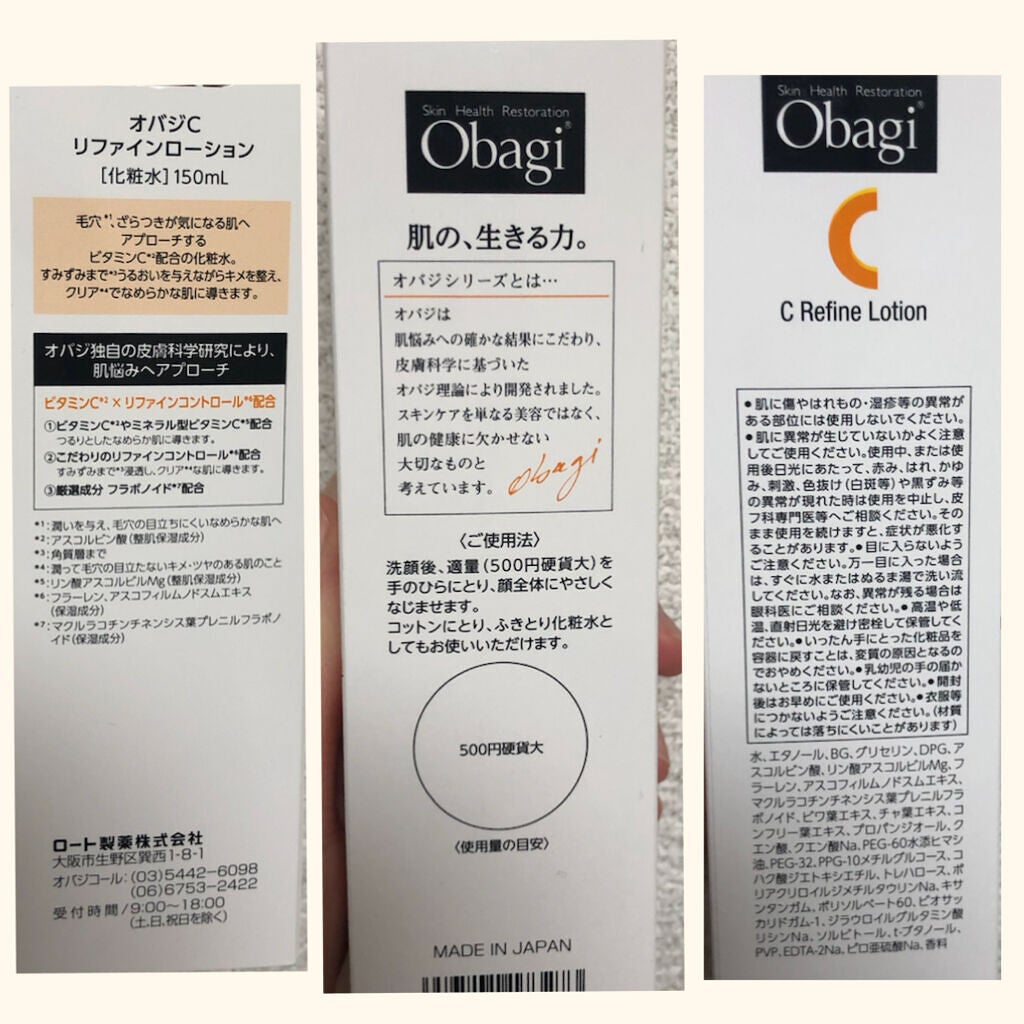 オバジC
リファインローション
[化粧水]150mL
毛穴*1、ざらつきが気になる肌へ
アプローチする
ビタミンC*2配合の化粧水。
すみずみまで*3うるおいを与えながらキメを整え、
クリア*4でなめらかな肌に導きます。
オバジ独自の皮膚科学研究により、
肌悩みへアプローチ
ビタミンC*2×リファインコントロール*6配合
①ビタミンC*2やミネラル型ビタミンC*5配合
つるりとしたなめらか肌に導きます。
②こだわりのリファインコントロール*6配合
すみずみまで*3浸透し、クリア*4な肌に導きます。
③厳選成分 フラボノイド*7配合
*1:潤いを与え、毛穴の目立ちにくいなめらかな肌へ
*2:アスコルビン酸(整肌保湿成分)
*3:角質層まで
*4:潤って毛穴の目立たないキメ・ツヤのある肌のこと
*5:リン酸アスコルビルMg(整肌保湿成分)
*6:フラーレン、アスコフィルムノドスムエキス
(保湿成分)
*7:マクルラコチンチネンシス葉プレニルフラボノ
イド(保湿成分)
ロート製薬株式会社
大阪市生野区巽西1-8-1
オバジコール:(03)5442-6098
(06)6753-2422
受付時間/9:00~18:00
(土、日、祝日を除く)
Skin Health Restoration
Obagi®
肌の、生きる力。
オバジシリーズとは…
オバジは
肌悩みへの確かな結果にこだわり、
皮膚科学に基づいた
オバジ理論により開発されました。
スキンケアを単なる美容ではなく、
肌の健康に欠かせない
大切なものと
考えています。 Obagi
〈ご使用法〉
洗顔後、適量(500円硬貨大)を
手のひらにとり、顔全体にやさしく
なじませます。
コットンにとり、ふきとり化粧水と
してもお使いいただけます。
500円硬貨大
〈使用量の目安〉
MADE IN JAPAN
Skin Health Restoration
Obagi®
C
C Refine Lotion
●肌に傷やはれもの・湿疹等の異常が
ある部位には使用しないでください。
●肌に異常が生じていないかよく注意
してご使用ください。使用中、または使
用後日光にあたって、赤み、はれ、かゆ
み、刺激、色抜け(白斑等)や黒ずみ等
の異常が現れた時は使用を中止し、皮
フ科専門医等へご相談ください。その
まま使用を続けますと、症状が悪化す
ることがあります。●目に入らないよう
ご注意ください。万一目に入った場合
は、すぐに水またはぬるま湯で洗い流
してください。なお、異常が残る場合は
眼科医にご相談ください。●高温や低
温、直射日光を避け密栓して保管してく
ださい。●いったん手にとった化粧品を
容器に戻すことは、変質の原因となるの
でおやめください。●乳幼児の手の届か
ないところに保管してください。●開封
後はお早めにご使用ください。●衣服等
につかないようご注意ください。(材質
によっては落ちにくいことがあります)
水、エタノール、BG、グリセリン、DPG、ア
スコルビン酸、リン酸アスコルビルMg、フ
ラーレン、アスコフィルムノドスムエキス、
マクルラコチンチネンシス葉プレニルフラ
ボノイド、ビワ葉エキス、チャ葉エキス、コ
ンフリー葉エキス、プロパンジオール、ク
エン酸、クエン酸Na、PEG-60水添ヒマシ
油、PEG-32、PPG-10メチルグルコース、コ
ハク酸ジエトキシエチル、トレハロース、ポ
リアクリロイルジメチルタウリンNa、キサ
ンタンガム、ポリソルベート60、ビオサッ
カリドガム-1、ジラウロイルグルタミン酸
リシンNa、ソルビトール、t-ブタノール、
PVP、EDTA-2Na、ピロ亜硫酸Na、香料